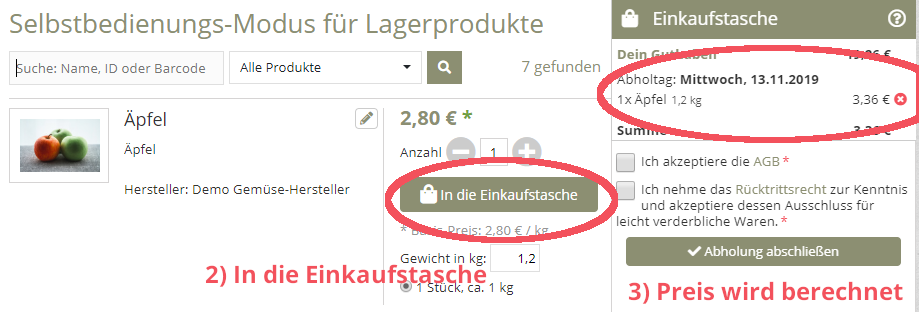 Selbstbedienungs-Modus für Lagerprodukte
Suche: Name, ID oder Barcode
Alle Produkte
7 gefunden
Äpfel
Äpfel
Hersteller: Demo Gemüse-Hersteller
2,80 € *
Anzahl 1
In die Einkaufstasche
* Basis-Preis: 2,80 € / kg
Gewicht in kg: 1,2
2) In die Einkaufstasche
1 Stück, ca. 1 kg
Einkaufstasche
Dein Guthaben
Abholtag: Mittwoch, 13.11.2019
1x Äpfel 1,2 kg 3,36 €
Summe
Ich akzeptiere die AGB *
Ich nehme das Rücktrittsrecht zur Kenntnis
und akzeptiere dessen Ausschluss für
leicht verderbliche Waren. *
Abholung abschließen
3) Preis wird berechnet